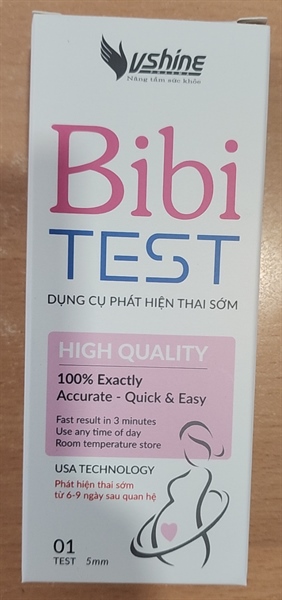 Vshine
PHARMA
Nâng tầm sức khỏe
Bibi
TEST
DỤNG CỤ PHÁT HIỆN THAI SỚM
HIGH QUALITY
100% Exactly
Accurate - Quick & Easy
Fast result in 3 minutes
Use any time of day
Room temperature store
USA TECHNOLOGY
Phát hiện thai sớm
từ 6-9 ngày sau quan hệ
01
TEST 5mm